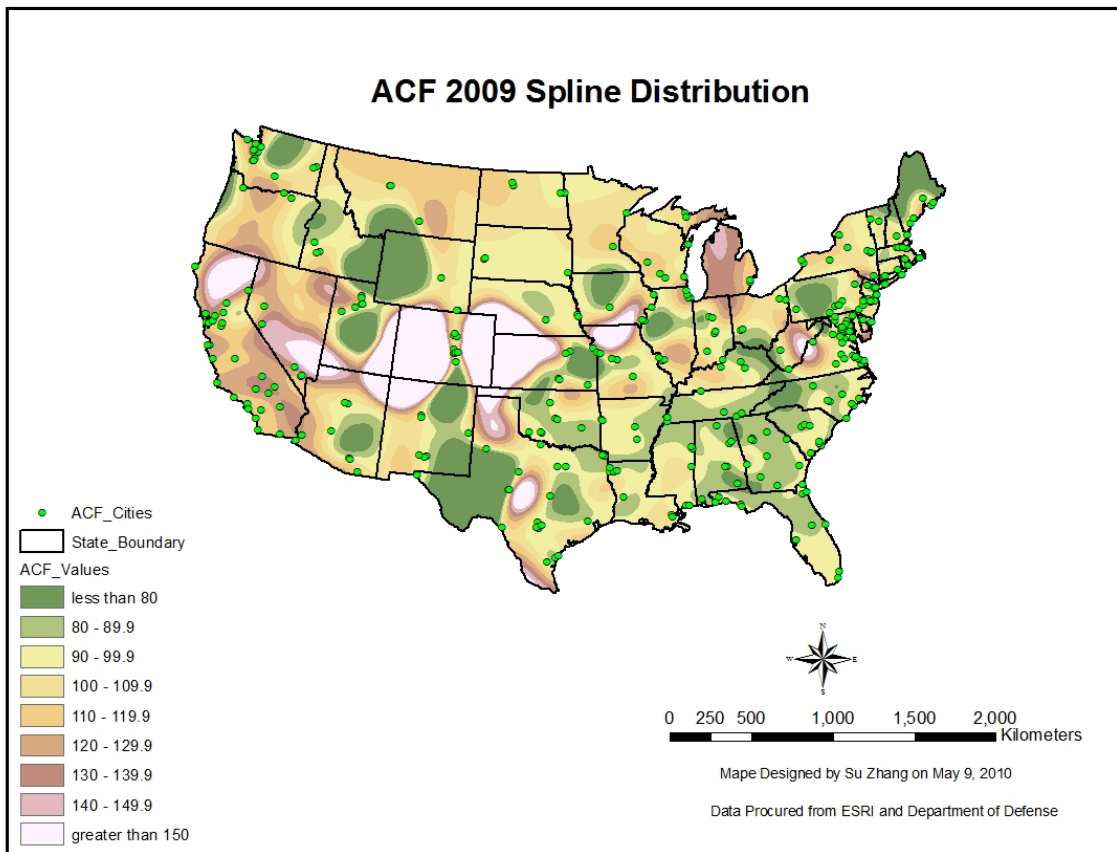 ACF 2009 Spline Distribution
ACF_Cities
State_Boundary
ACF_Values
less than 80
80 - 89.9
90 - 99.9
100 - 109.9
110 - 119.9
120 - 129.9
130 - 139.9
140 - 149.9
greater than 150
N
W E
S
0 250 500 1,000 1,500 2,000
Kilometers
Mape Designed by Su Zhang on May 9, 2010
Data Procured from ESRI and Department of Defense